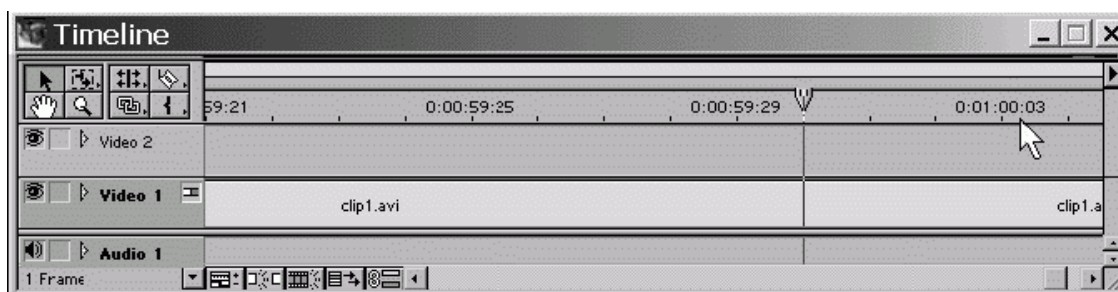 Timeline
59:21 0:00:59:25 0:00:59:29 0:01:00:03
Video 2
Video 1 clip1.avi clip1.a
Audio 1
1 Frame